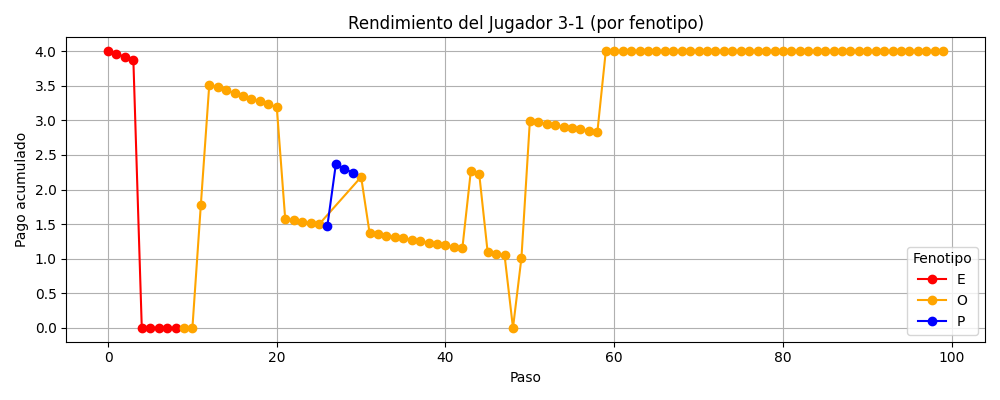 Rendimiento del Jugador 3-1 (por fenotipo)
Pago acumulado
4.0
3.5
3.0
2.5
2.0
1.5
1.0
0.5
0.0
0 20 40 60 80 100
Paso
Fenotipo
E
O
P